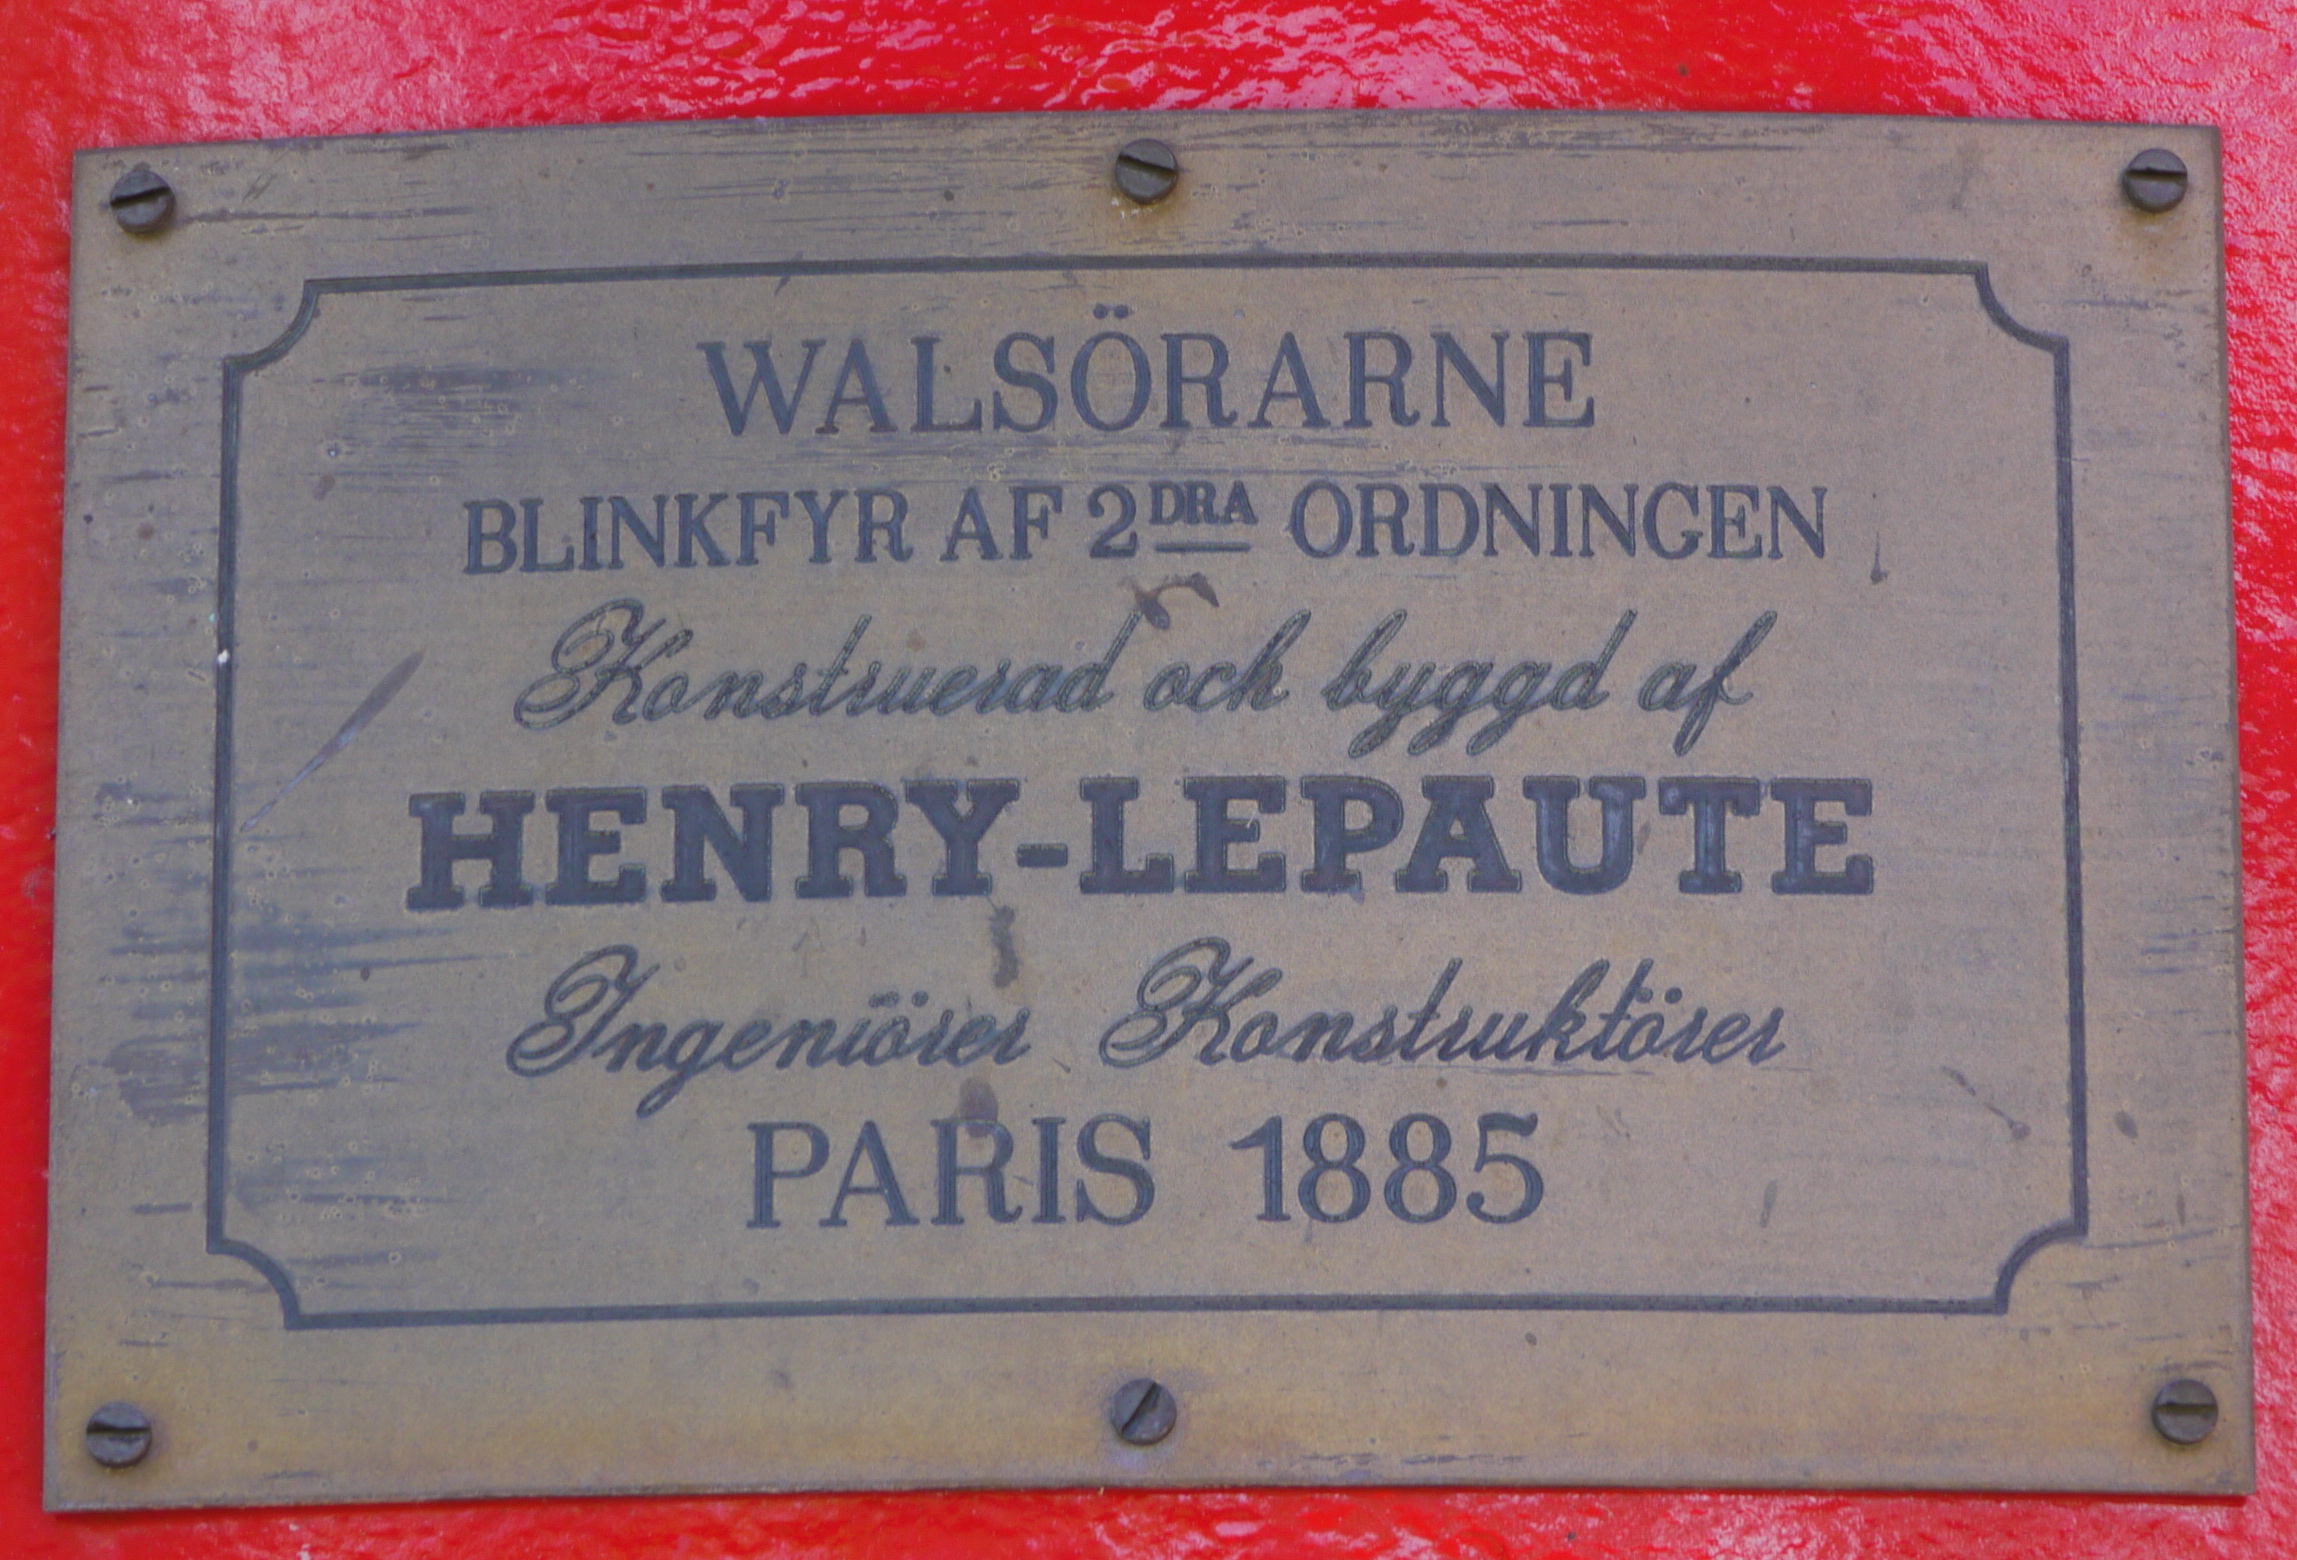 WALSÖRARNE
BLINKFYR AF 2DRA ORDNINGEN
Konstruerad och byggd af
HENRY-LEPAUTE
Ingeniörer Konstruktörer
PARIS 1885